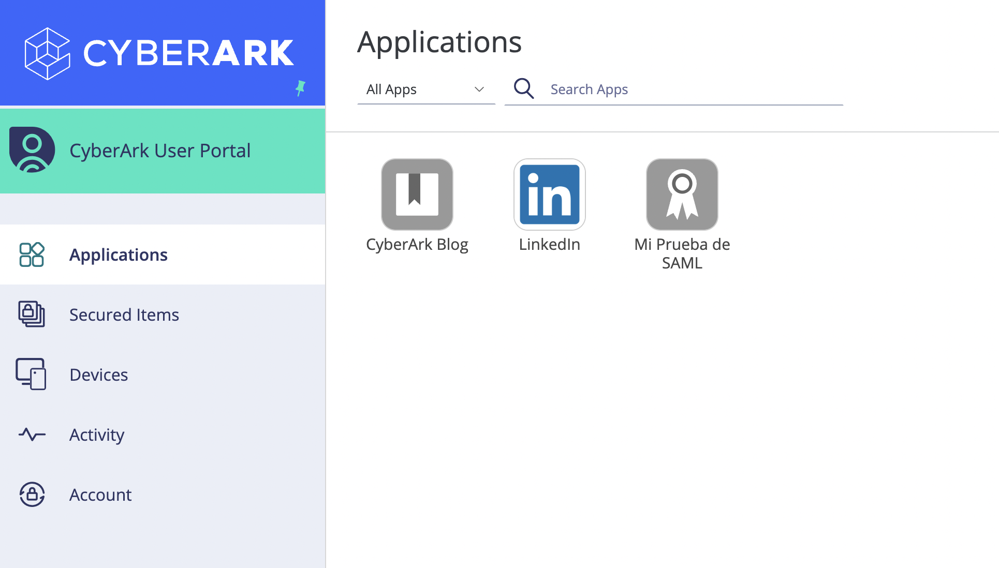 CYBERARK
CyberArk User Portal
Applications
Secured Items
Devices
Activity
Account
Applications
All Apps
Search Apps
CyberArk Blog
LinkedIn
Mi Prueba de
SAML